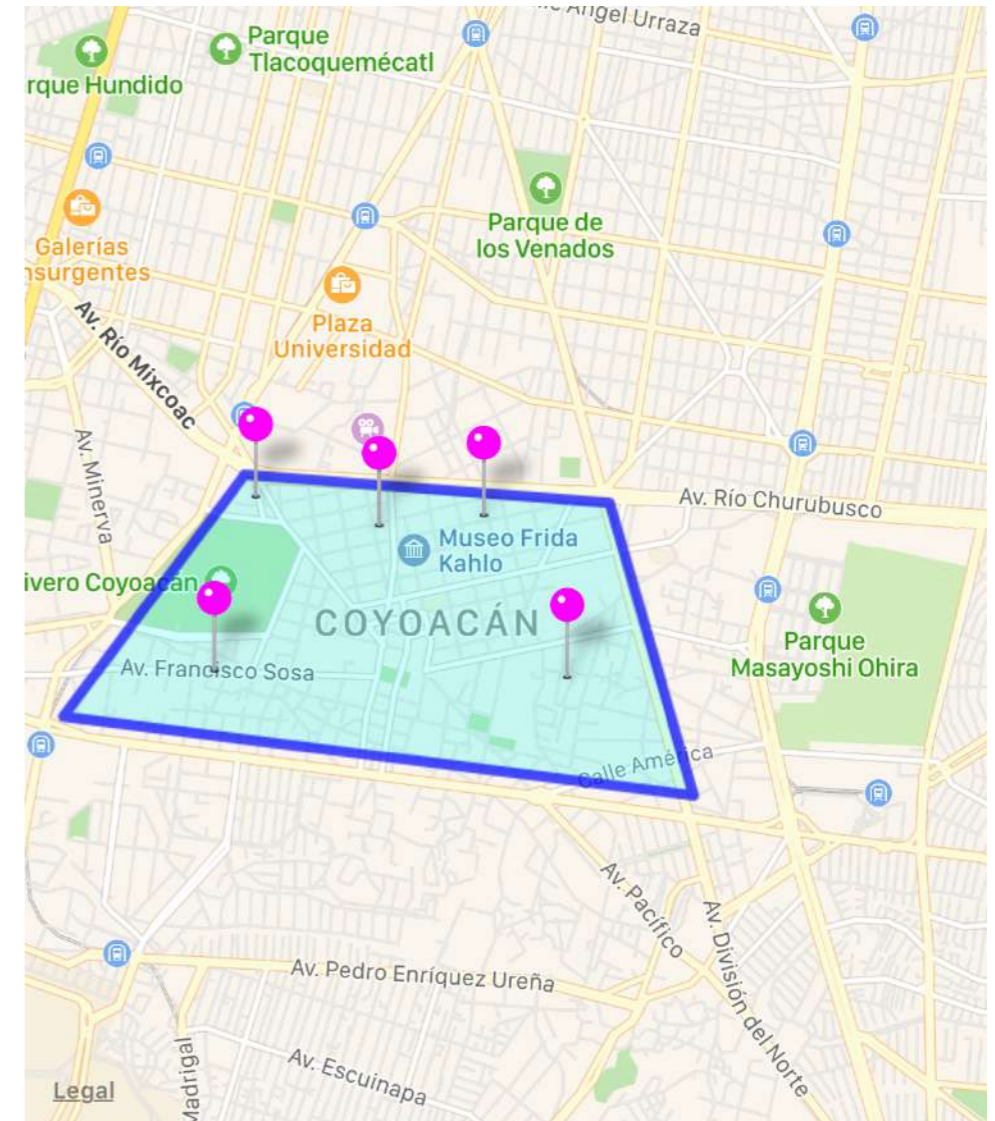 Angel Urraza
Parque
Tlacoquemécatl
rque Hundido
Parque de
los Venados
Galerías
nsurgentes
Plaza
Universidad
Av. Río Mixcoac
Av. Minerva
Av. Río Churubusco
Museo Frida
Kahlo
ivero Coyoacán
COYOACÁN
Parque
Masayoshi Ohira
Av. Francisco Sosa
Calle América
Av. Pacífico
Av. División del Norte
Av. Pedro Enríquez Ureña
Av. Escuinapa
Madrigal
Legal